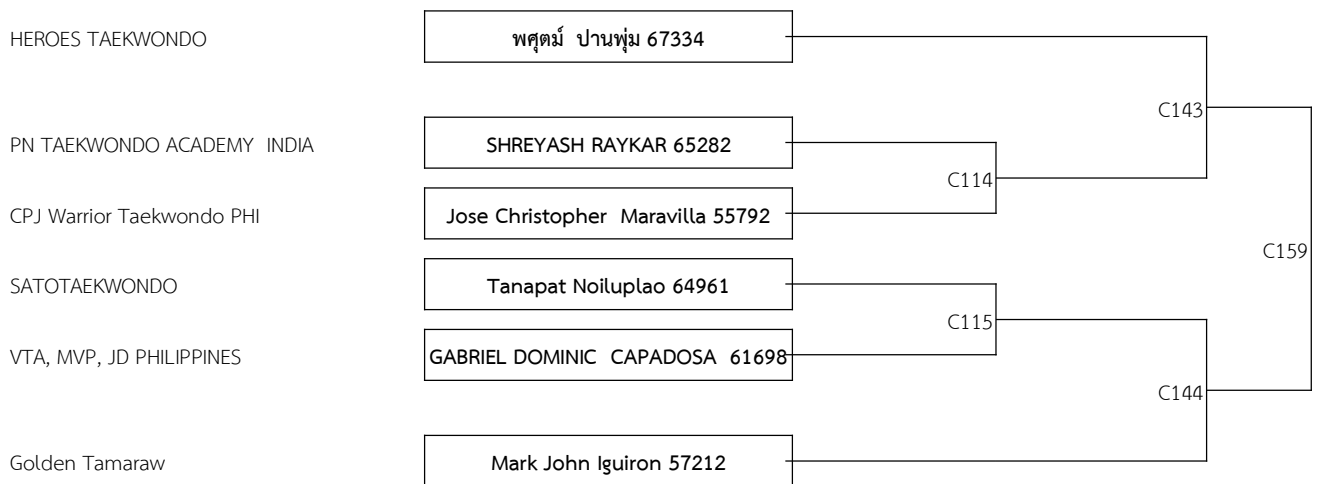 HEROES TAEKWONDO พศุตม์ ปานพุ่ม 67334
C143
PN TAEKWONDO ACADEMY INDIA SHREYASH RAYKAR 65282
C114
CPJ Warrior Taekwondo PHI Jose Christopher Maravilla 55792
C159
SATOTAEKWONDO Tanapat Noiluplao 64961
C115
VTA, MVP, JD PHILIPPINES GABRIEL DOMINIC CAPADOSA 61698
C144
Golden Tamaraw Mark John Iguiron 57212